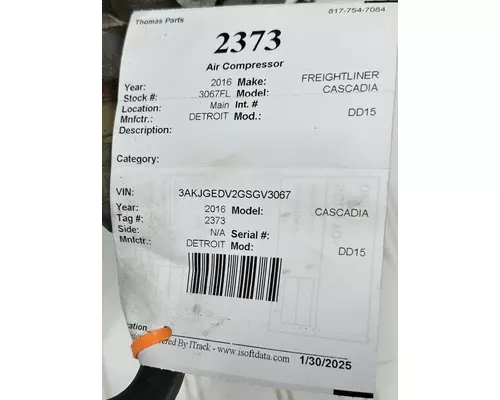 Thomas Parts 817-754-7084
2373
Air Compressor
Year: 2016 Make: FREIGHTLINER
Stock #: 3067FL Model: CASCADIA
Location: Main Int. #
Mnfctr.: DETROIT Mod.: DD15
Description:
Category:
VIN: 3AKJGEDV2GSGV3067
Year: 2016 Model: CASCADIA
Tag #: 2373
Side: N/A Serial #:
Mnfctr: DETROIT Mod: DD15
By ITrack - www.isoftdata.com 1/30/2025